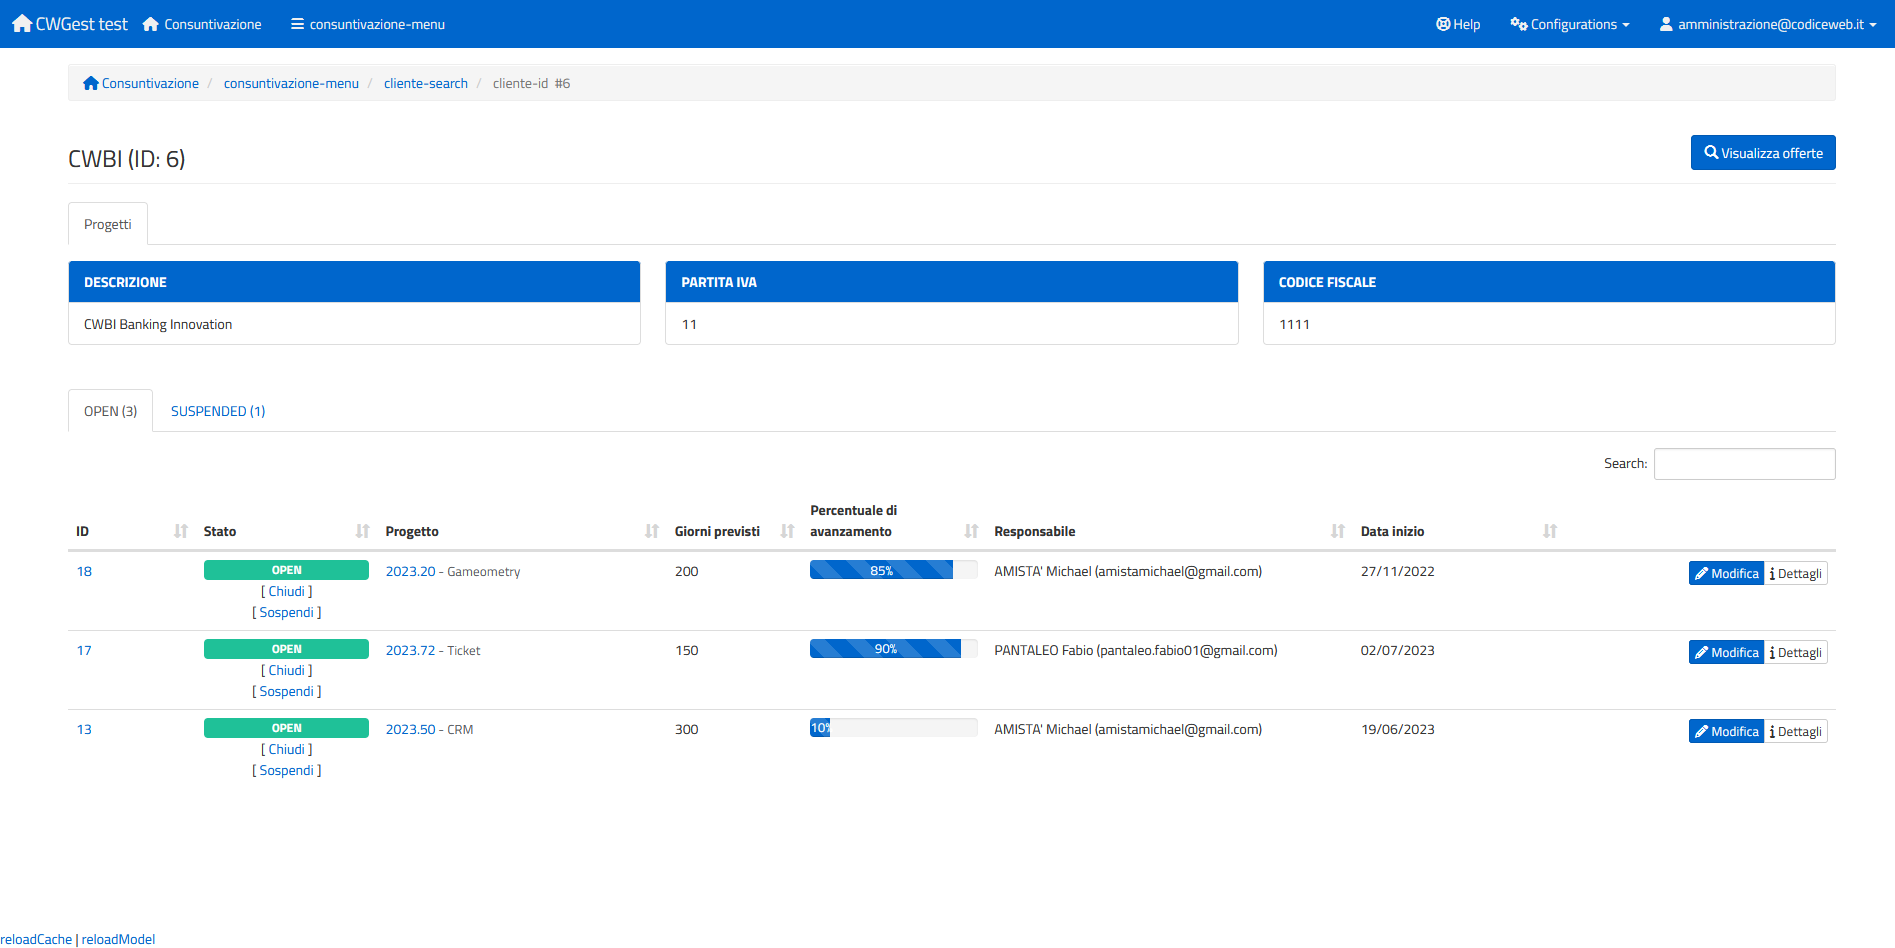 CWGest test Consuntivazione consuntivazione-menu Help Configurations amministrazione@codiceweb.it
Consuntivazione / consuntivazione-menu / cliente-search / cliente-id #6
CWBI (ID: 6)
Visualizza offerte
Progetti
DESCRIZIONE PARTITA IVA CODICE FISCALE
CWBI Banking Innovation 11 1111
OPEN (3) SUSPENDED (1)
Search:
ID Stato Progetto Giorni previsti Percentuale di avanzamento Responsabile Data inizio
18 OPEN 2023.20 - Gameometry 200 85% AMISTA' Michael (amistamichael@gmail.com) 27/11/2022 Modifica Dettagli
[ Chiudi ]
[ Sospendi ]
17 OPEN 2023.72 - Ticket 150 90% PANTALEO Fabio (pantaleo.fabio01@gmail.com) 02/07/2023 Modifica Dettagli
[ Chiudi ]
[ Sospendi ]
13 OPEN 2023.50 - CRM 300 10% AMISTA' Michael (amistamichael@gmail.com) 19/06/2023 Modifica Dettagli
[ Chiudi ]
[ Sospendi ]
reloadCache | reloadModel